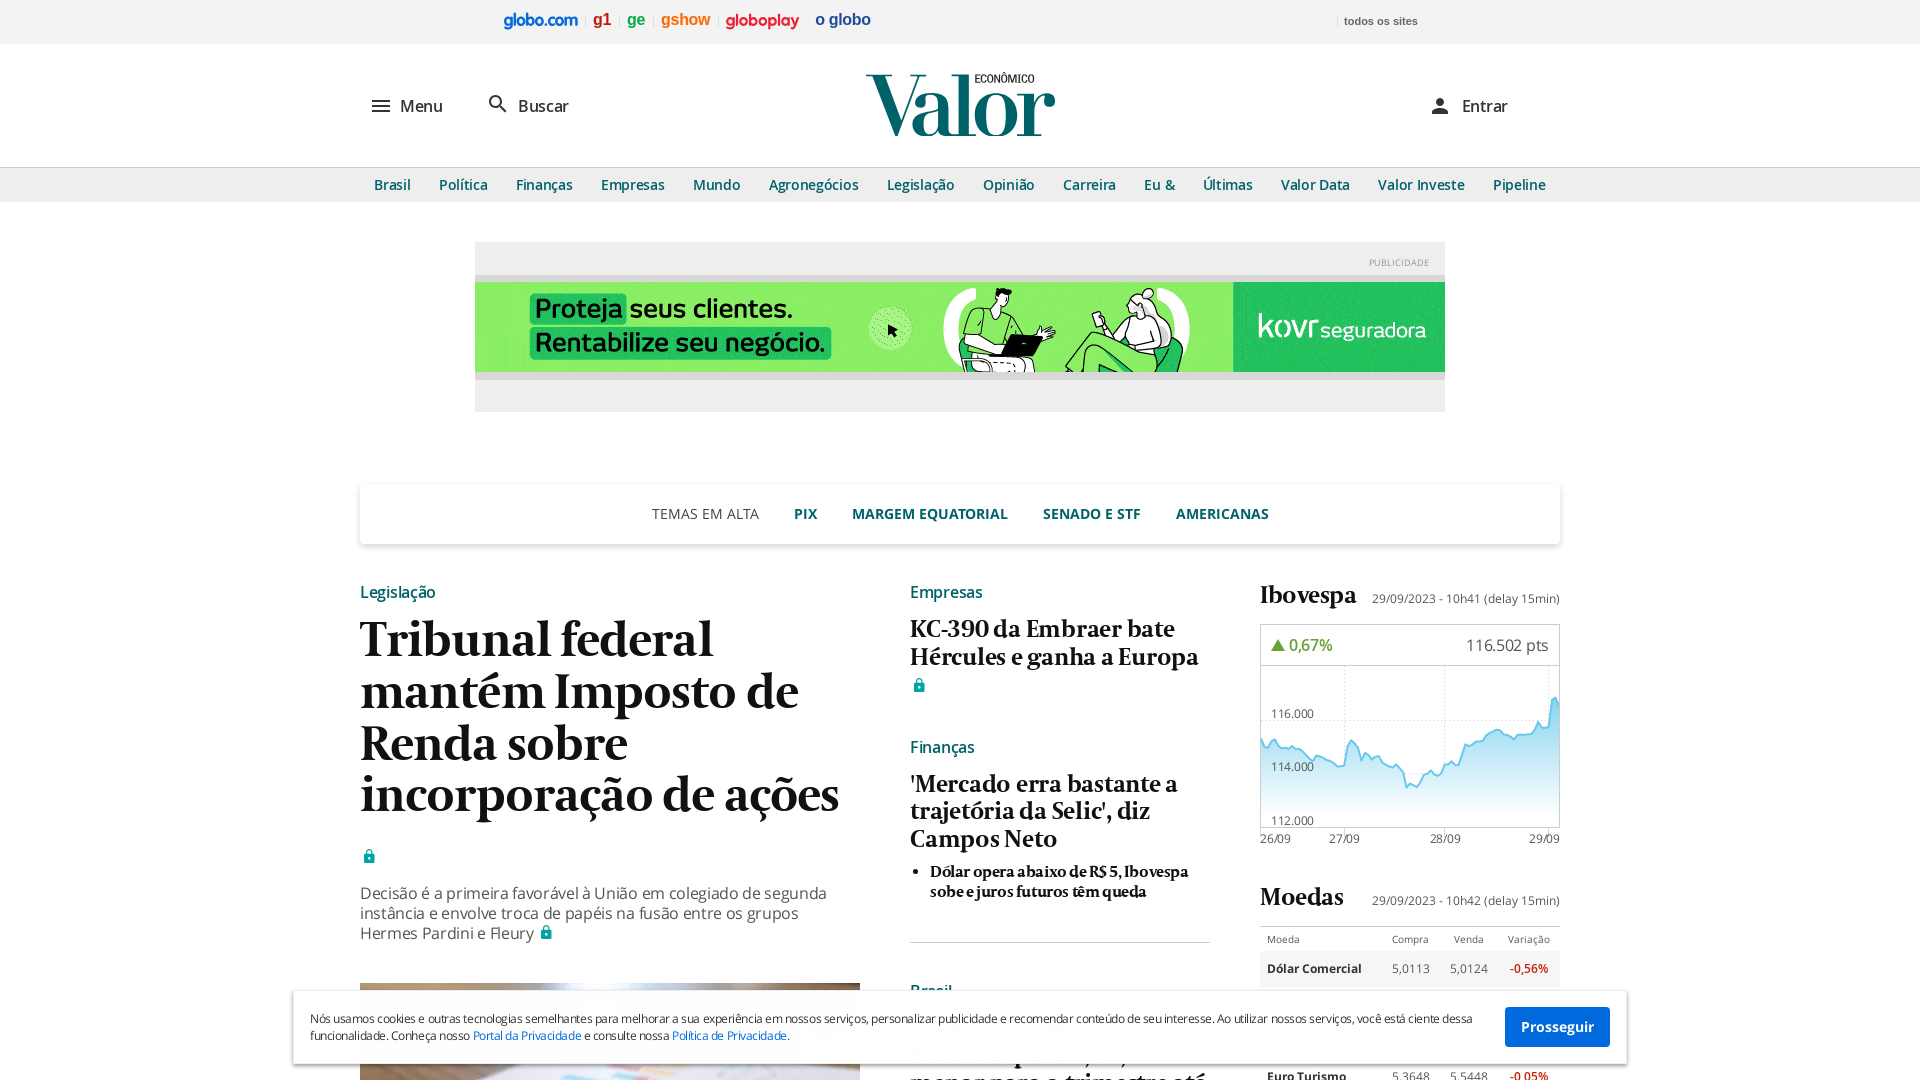 globo.com g1 ge gshow globoplay o globo todos os sites
Menu Buscar Valor ECONÔMICO Entrar
Brasil Política Finanças Empresas Mundo Agronegócios Legislação Opinião Carreira Eu & Últimas Valor Data Valor Investe Pipeline
PUBLICIDADE
Proteja seus clientes.
Rentabilize seu negócio.
kovr seguradora
TEMAS EM ALTA PIX MARGEM EQUATORIAL SENADO E STF AMERICANAS
Legislação
Tribunal federal
mantém Imposto de
Renda sobre
incorporação de ações
Decisão é a primeira favorável à União em colegiado de segunda
instância e envolve troca de papéis na fusão entre os grupos
Hermes Pardini e Fleury
Empresas
KC-390 da Embraer bate
Hércules e ganha a Europa
Finanças
'Mercado erra bastante a
trajetória da Selic', diz
Campos Neto
Dólar opera abaixo de R$ 5, Ibovespa
sobe e juros futuros têm queda
Brasil
menor para o trimestre até
Ibovespa 29/09/2023 - 10h41 (delay 15min)
0,67% 116.502 pts
116.000
114.000
112.000
26/09 27/09 28/09 29/09
Moedas 29/09/2023 - 10h42 (delay 15min)
Moeda Compra Venda Variação
Dólar Comercial 5,0113 5,0124 -0,56%
Euro Turismo 5,3648 5,5448 -0,05%
Nós usamos cookies e outras tecnologias semelhantes para melhorar a sua experiência em nossos serviços, personalizar publicidade e recomendar conteúdo de seu interesse. Ao utilizar nossos serviços, você está ciente dessa
funcionalidade. Conheça nosso Portal da Privacidade e consulte nossa Política de Privacidade.
Prosseguir